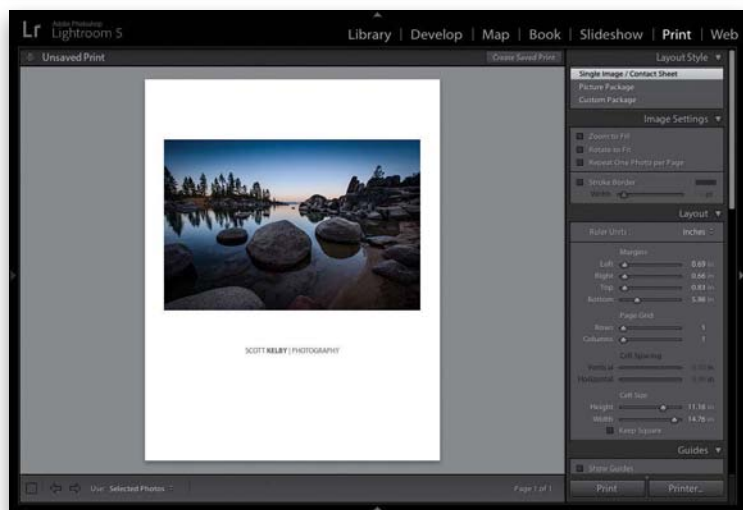 Lr Adobe Photoshop
Lightroom 5
Library | Develop | Map | Book | Slideshow | Print | Web
Unsaved Print
Create Saved Print
Layout Style
Single Image / Contact Sheet
Picture Package
Custom Package
Image Settings
Zoom to Fill
Rotate to Fit
Repeat One Photo per Page
Stroke Border
Width
Layout
Ruler Units : Inches
Margins
Left 0.69 in
Right 0.66 in
Top 0.83 in
Bottom 5.88 in
Page Grid
Rows 1
Columns 1
Cell Spacing
Vertical
Horizontal
Cell Size
Height 11.16 in
Width 14.76 in
Keep Square
Guides
Show Guides
SCOTT KELBY | PHOTOGRAPHY
Use: Selected Photos
Page 1 of 1
Print
Printer...